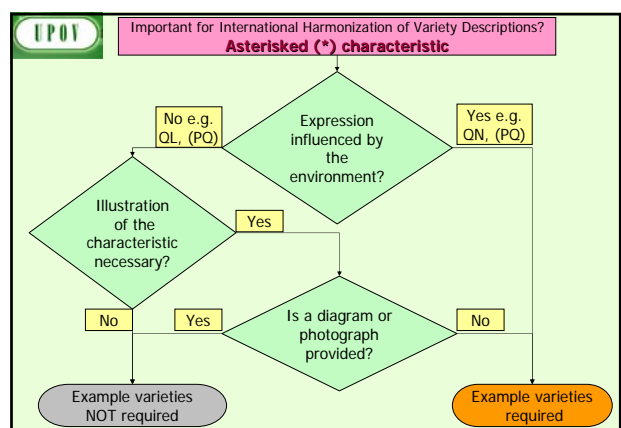 UPOV
Important for International Harmonization of Variety Descriptions?
Asterisked (*) characteristic
No e.g.
QL, (PQ)
Expression
influenced by
the
environment?
Yes e.g.
QN, (PQ)
Illustration
of the
characteristic
necessary?
Yes
No
Yes
Is a diagram or
photograph
provided?
No
Example varieties
NOT required
Example varieties
required